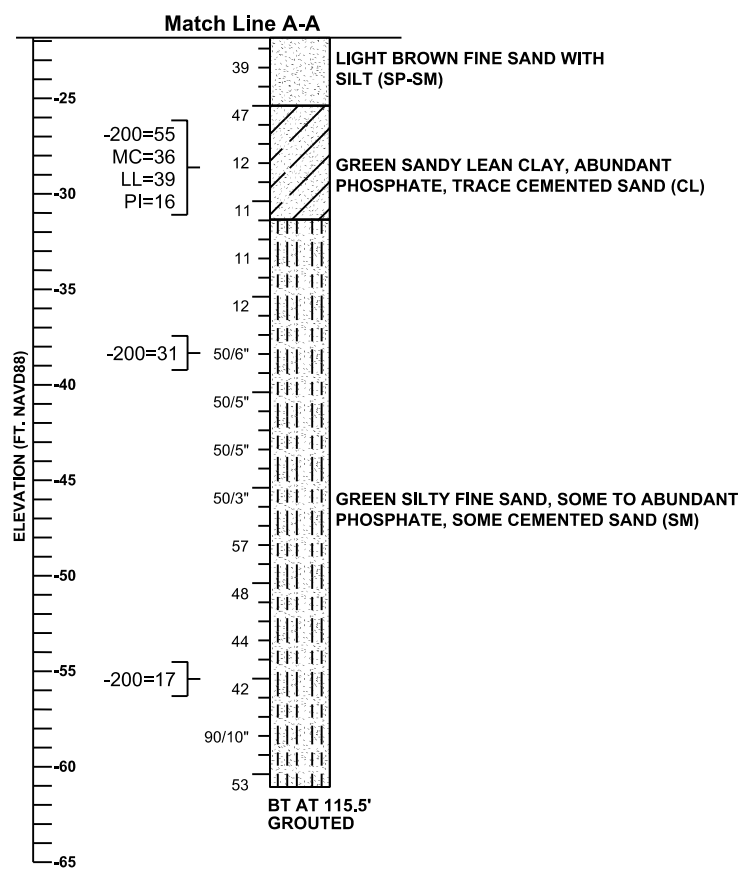 Match Line A-A
39
LIGHT BROWN FINE SAND WITH
SILT (SP-SM)
-25
47
-200=55
MC=36
LL=39
PI=16
12
GREEN SANDY LEAN CLAY, ABUNDANT
PHOSPHATE, TRACE CEMENTED SAND (CL)
-30
11
11
-35
12
-200=31
50/6"
-40
50/5"
50/5"
-45
50/3"
GREEN SILTY FINE SAND, SOME TO ABUNDANT
PHOSPHATE, SOME CEMENTED SAND (SM)
57
-50
48
44
-55
-200=17
42
90/10"
-60
53
BT AT 115.5'
GROUTED
-65
ELEVATION (FT. NAVD88)